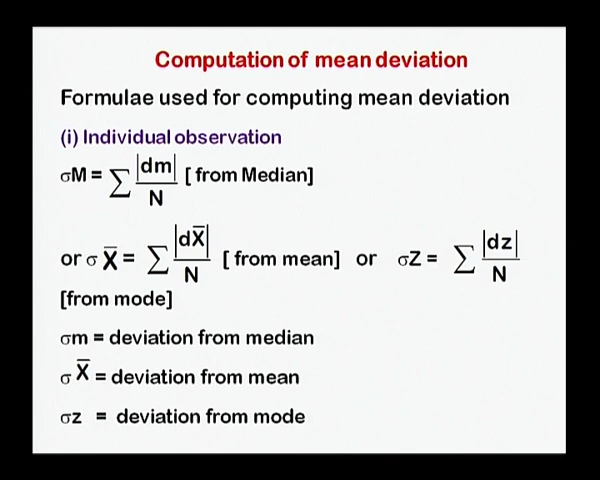 Computation of mean deviation
Formulae used for computing mean deviation
(i) Individual observation
σM = ∑ |dm| / N [ from Median]
or σ X̅ = ∑ |dX̅| / N [ from mean] or σZ = ∑ |dz| / N
[from mode]
σm = deviation from median
σ X̅ = deviation from mean
σz = deviation from mode